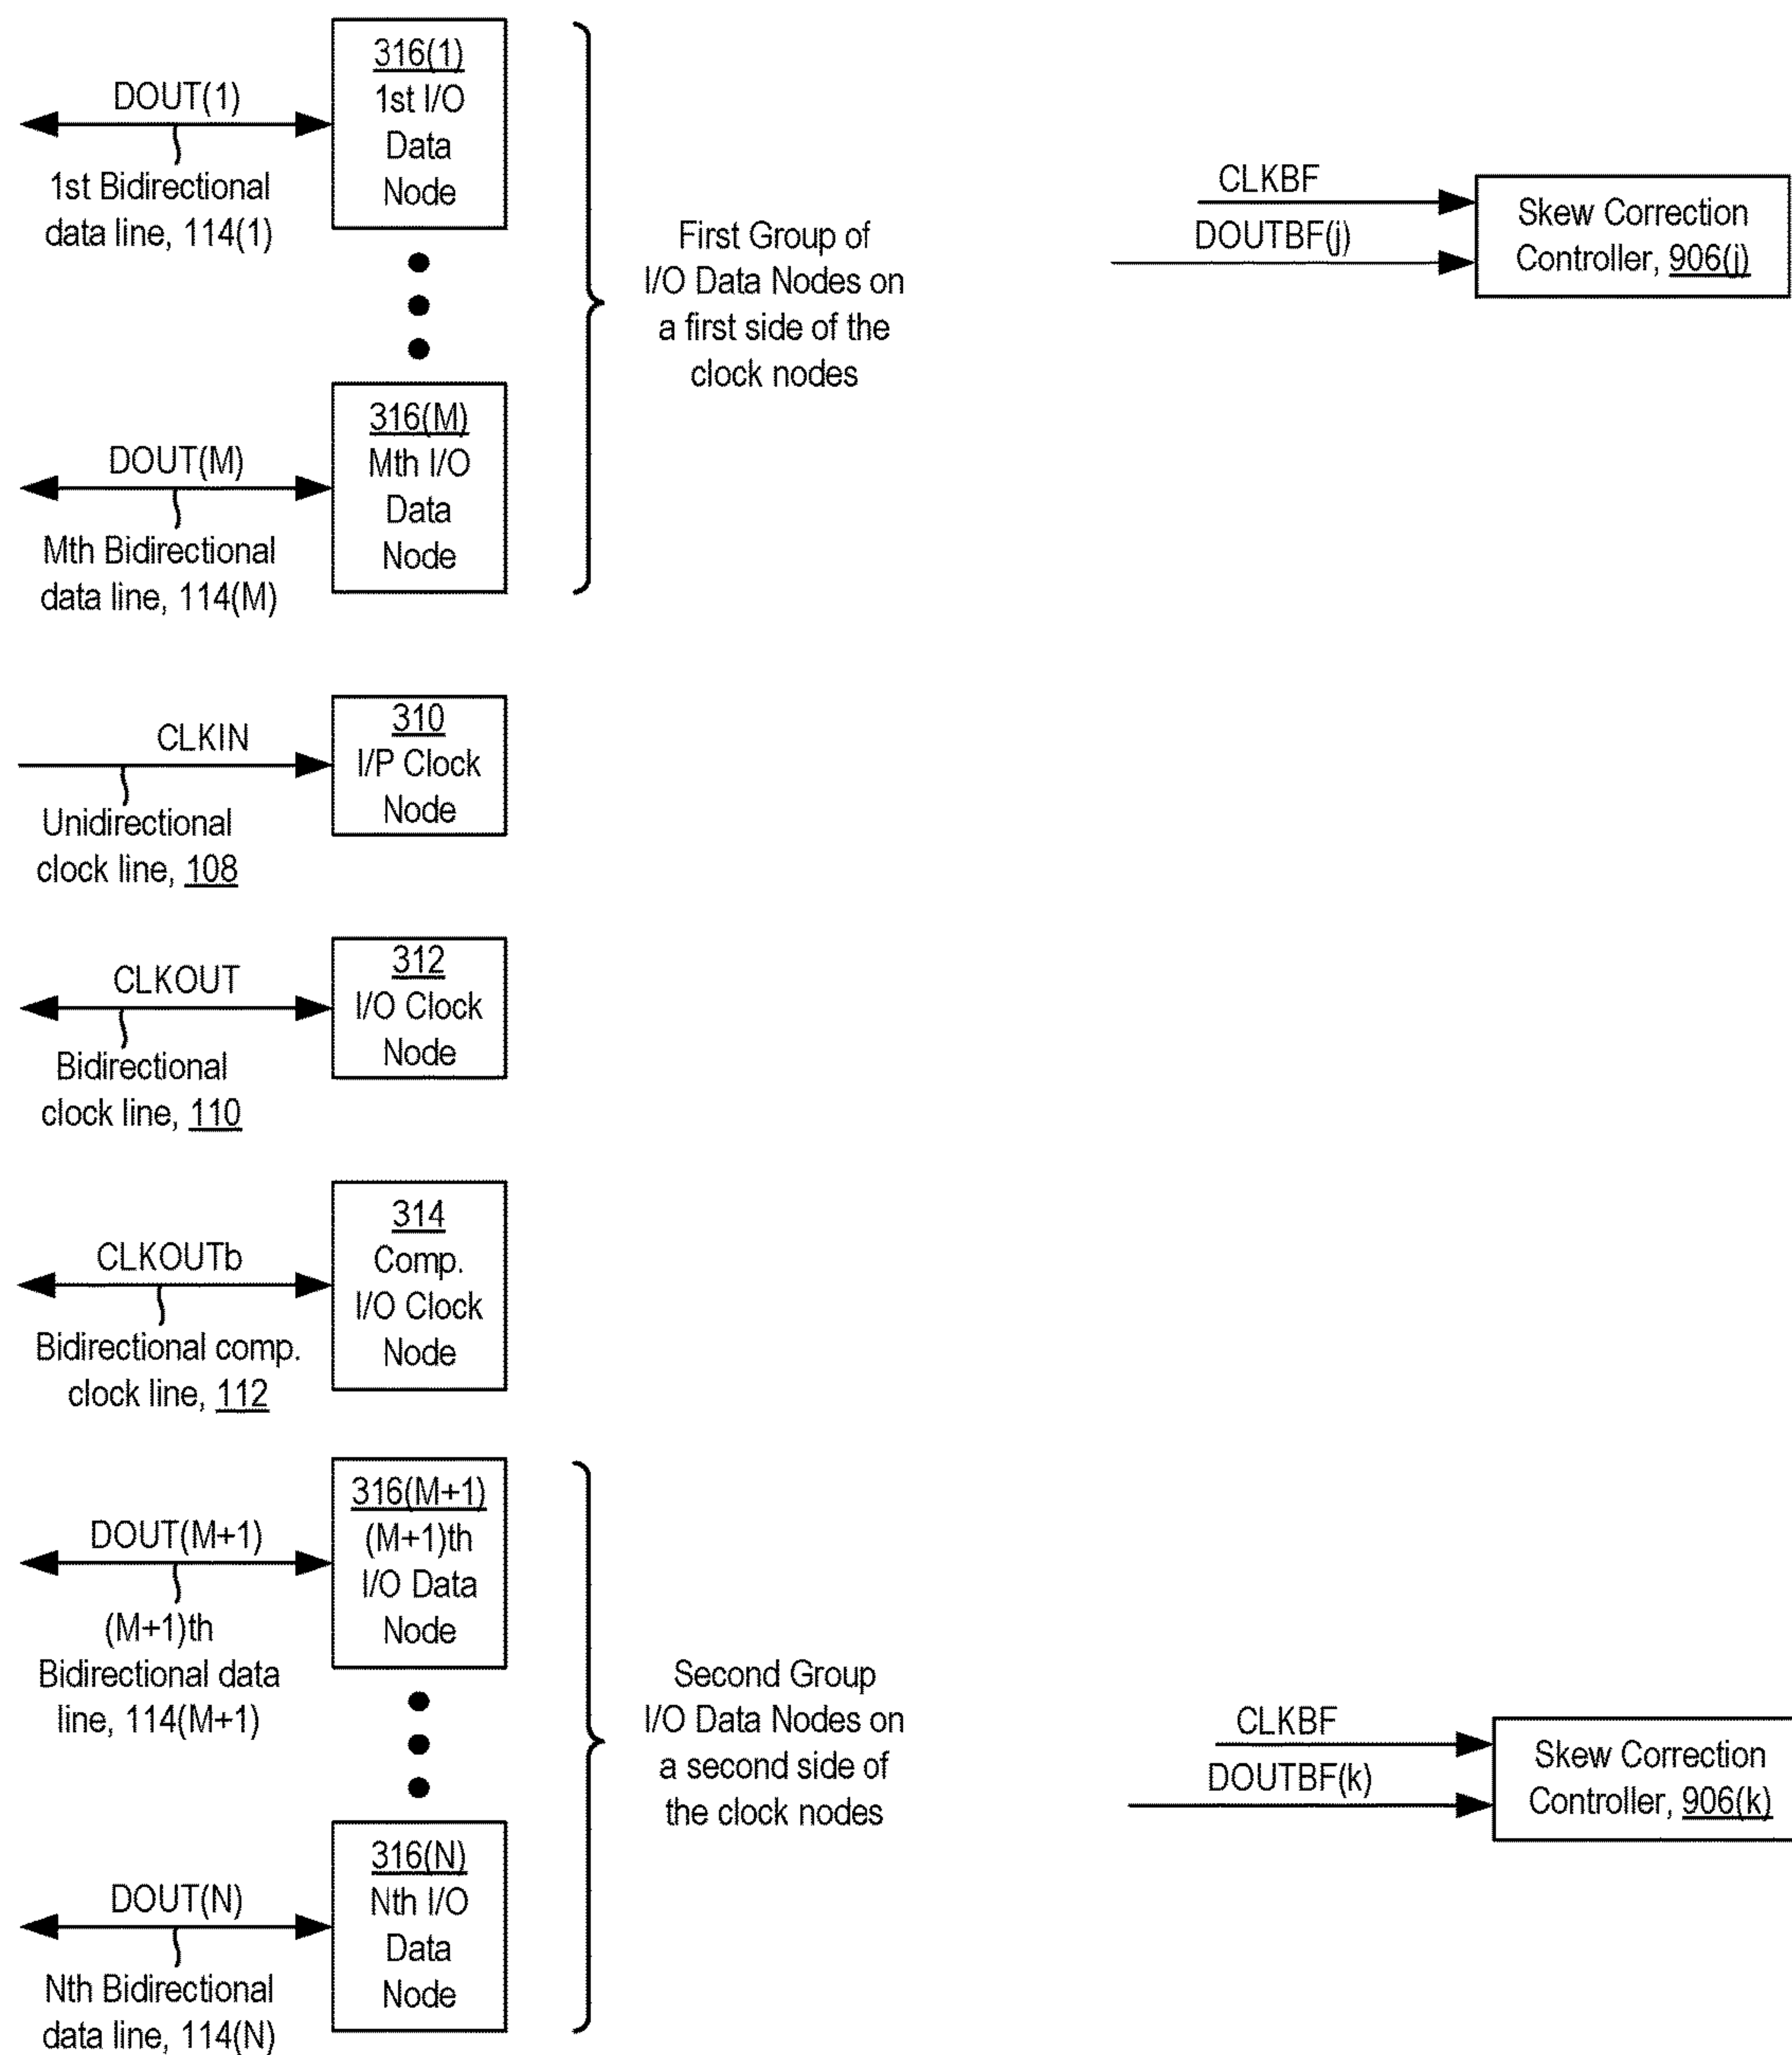 316(1)
1st I/O
Data
Node
DOUT(1)
1st Bidirectional
data line, 114(1)
316(M)
Mth I/O
Data
Node
DOUT(M)
Mth Bidirectional
data line, 114(M)
First Group of
I/O Data Nodes on
a first side of the
clock nodes
CLKBF
DOUTBF(j)
Skew Correction
Controller, 906(j)
CLKIN
Unidirectional
clock line, 108
310
I/P Clock
Node
CLKOUT
Bidirectional
clock line, 110
312
I/O Clock
Node
CLKOUTb
Bidirectional comp.
clock line, 112
314
Comp.
I/O Clock
Node
DOUT(M+1)
(M+1)th
Bidirectional data
line, 114(M+1)
316(M+1)
(M+1)th
I/O Data
Node
DOUT(N)
Nth Bidirectional
data line, 114(N)
316(N)
Nth I/O
Data
Node
Second Group
I/O Data Nodes on
a second side of
the clock nodes
CLKBF
DOUTBF(k)
Skew Correction
Controller, 906(k)